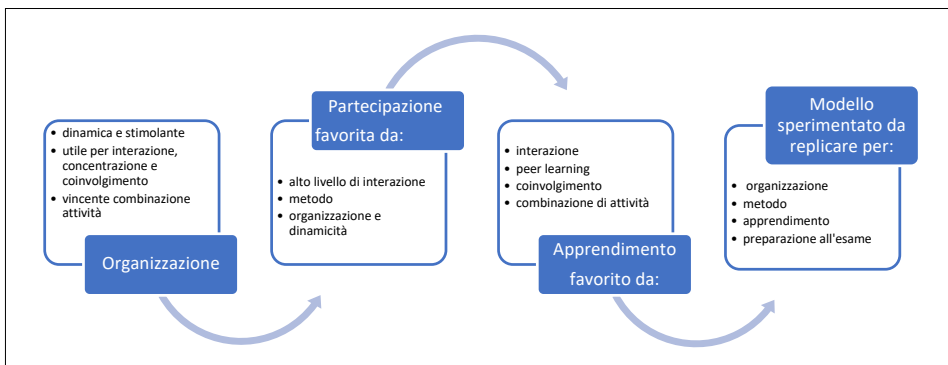 • dinamica e stimolante
• utile per interazione,
concentrazione e
coinvolgimento
• vincente combinazione
attività
Organizzazione
Partecipazione
favorita da:
• alto livello di interazione
• metodo
• organizzazione e
dinamicità
• interazione
• peer learning
• coinvolgimento
• combinazione di attività
Apprendimento
favorito da:
Modello
sperimentato da
replicare per:
• organizzazione
• metodo
• apprendimento
• preparazione all'esame